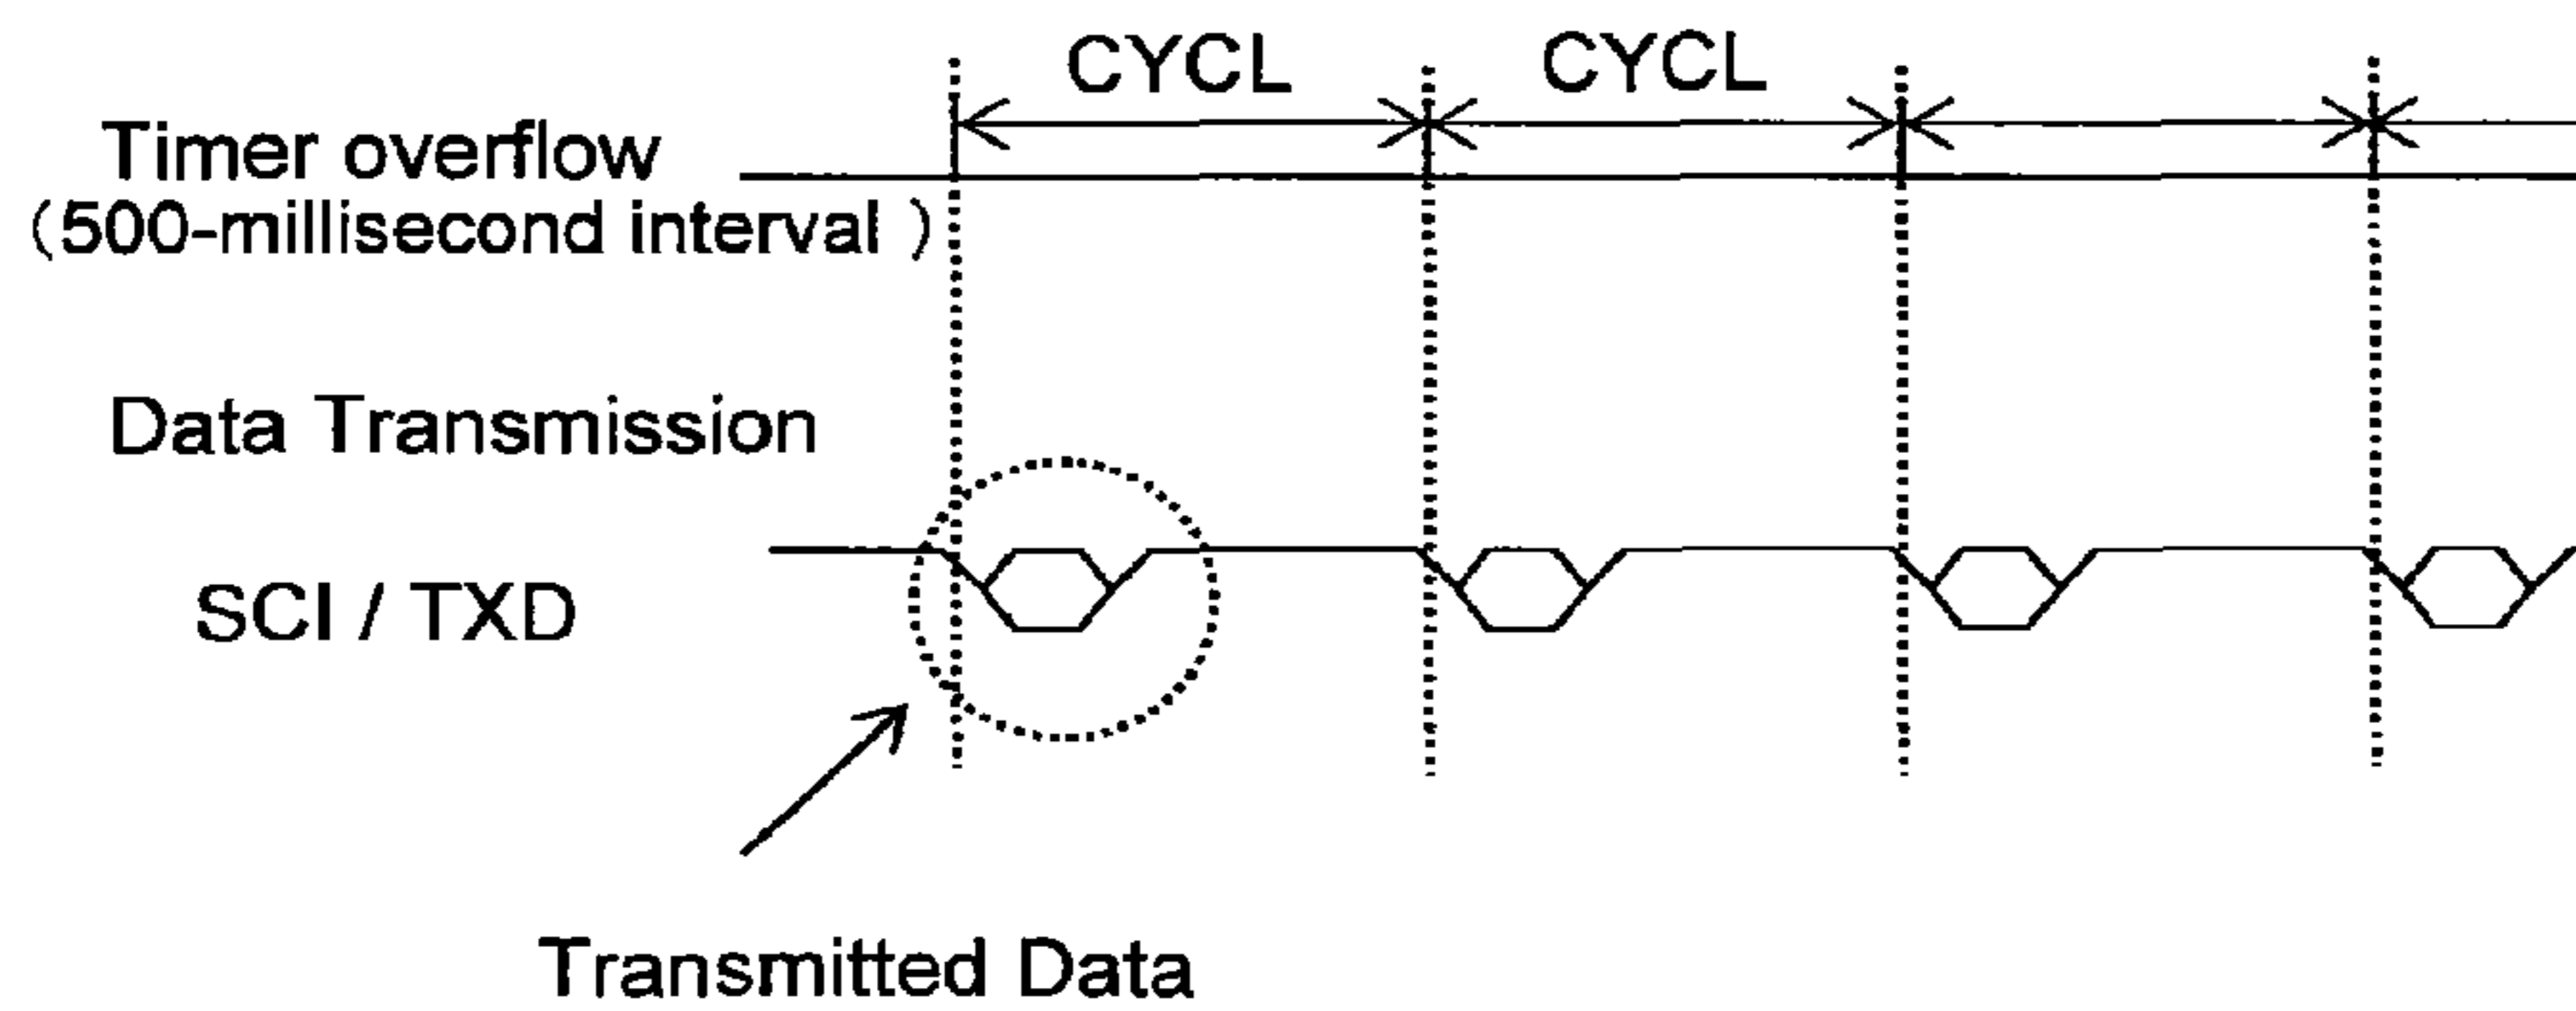 CYCL CYCL
Timer overflow
(500-millisecond interval )
Data Transmission
SCI / TXD
Transmitted Data